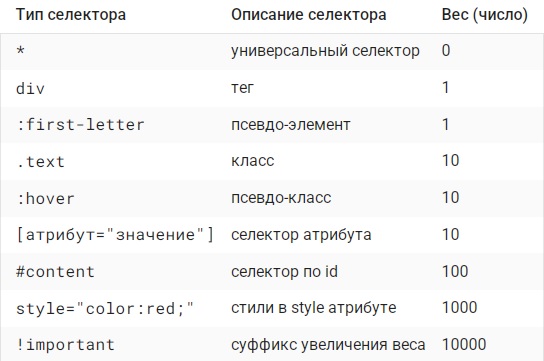 Тип селектора Описание селектора Вес (число)
* универсальный селектор 0
div тег 1
:first-letter псевдо-элемент 1
.text класс 10
:hover псевдо-класс 10
[атрибут="значение"] селектор атрибута 10
#content селектор по id 100
style="color:red;" стили в style атрибуте 1000
!important суффикс увеличения веса 10000